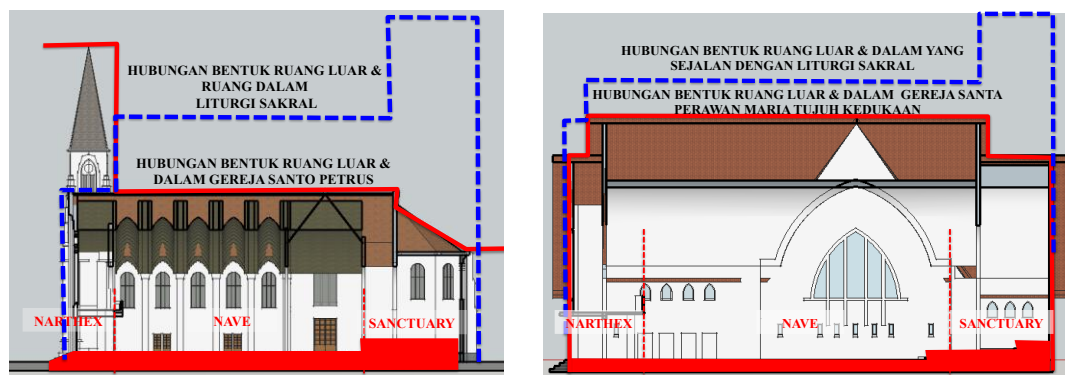 HUBUNGAN BENTUK RUANG LUAR &
RUANG DALAM
LITURGI SAKRAL
HUBUNGAN BENTUK RUANG LUAR &
DALAM GEREJA SANTO PETRUS
NARTHEX
NAVE
SANCTUARY
HUBUNGAN BENTUK RUANG LUAR & DALAM YANG
SEJALAN DENGAN LITURGI SAKRAL
HUBUNGAN BENTUK RUANG LUAR & DALAM GEREJA SANTA
PERAWAN MARIA TUJUH KEDUKAAN
NARTHEX
NAVE
SANCTUARY